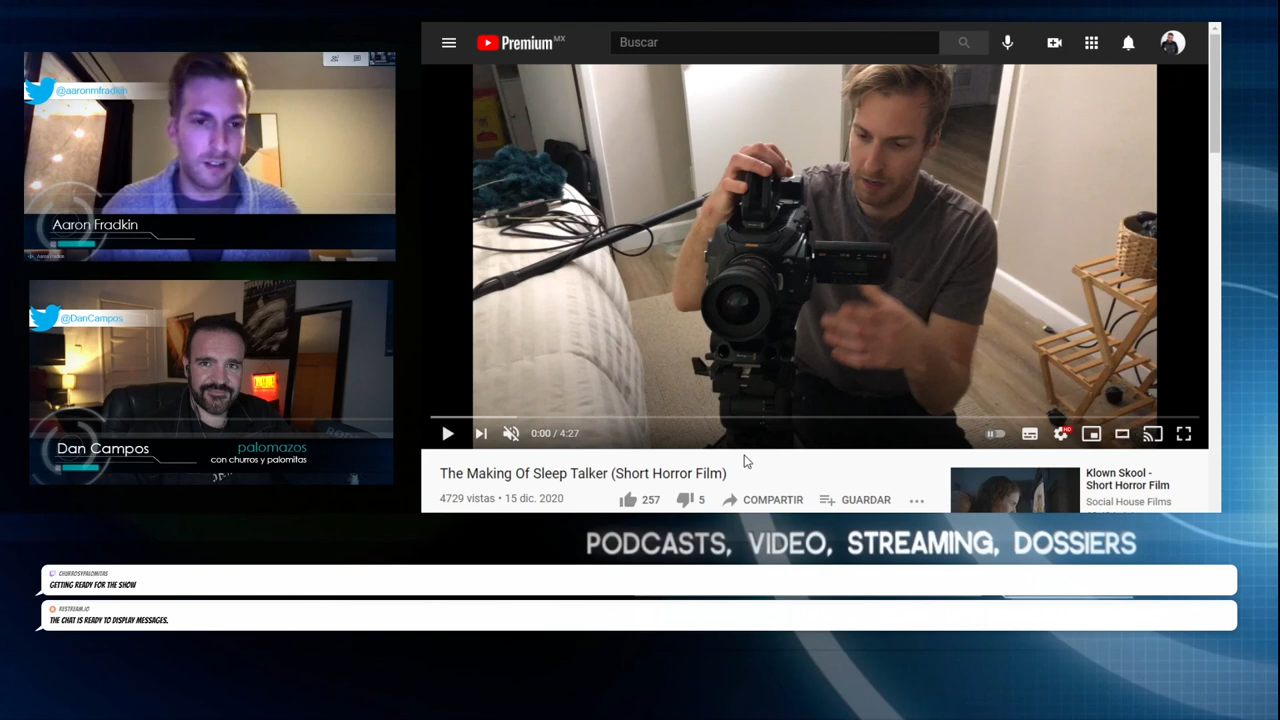 @aaronmfradkin
Aaron Fradkin
Aaron Fradkin
@DanCampos
Dan Campos
palomazos
con churros y palomitas
Premium MX
Buscar
0:00 / 4:27
HD
The Making Of Sleep Talker (Short Horror Film)
4729 vistas • 15 dic. 2020
257
5
COMPARTIR
GUARDAR
Klown Skool -
Short Horror Film
Social House Films
PODCASTS, VIDEO, STREAMING, DOSSIERS
CHURROSYPALOMITAS
GETTING READY FOR THE SHOW
RESTREAM.IO
THE CHAT IS READY TO DISPLAY MESSAGES.